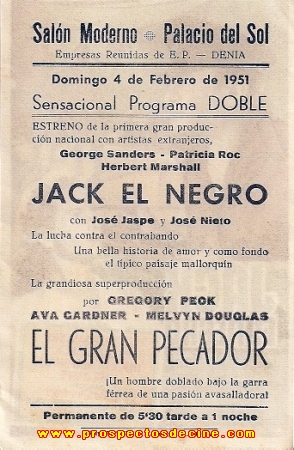 Salón Moderno Palacio del Sol
Empresas Reunidas de E. P. — DENIA
Domingo 4 de Febrero de 1951
Sensacional Programa DOBLE
ESTRENO de la primera gran produc-
ción nacional con artistas extranjeros,
George Sanders - Patricia Roc
Herbert Marshall
JACK EL NEGRO
con José Jaspe y José Nieto
La lucha contra el contrabando
Una bella historia de amor y como fondo
el típico paisaje mallorquín
La grandiosa superproducción
por GREGORY PECK
AVA GARDNER - MELVYN DOUGLAS
EL GRAN PECADOR
¡Un hombre doblado bajo la garra
férrea de una pasión avasalladora!
Permanente de 5'30 tarde a 1 noche
www.prospectosdecine.com